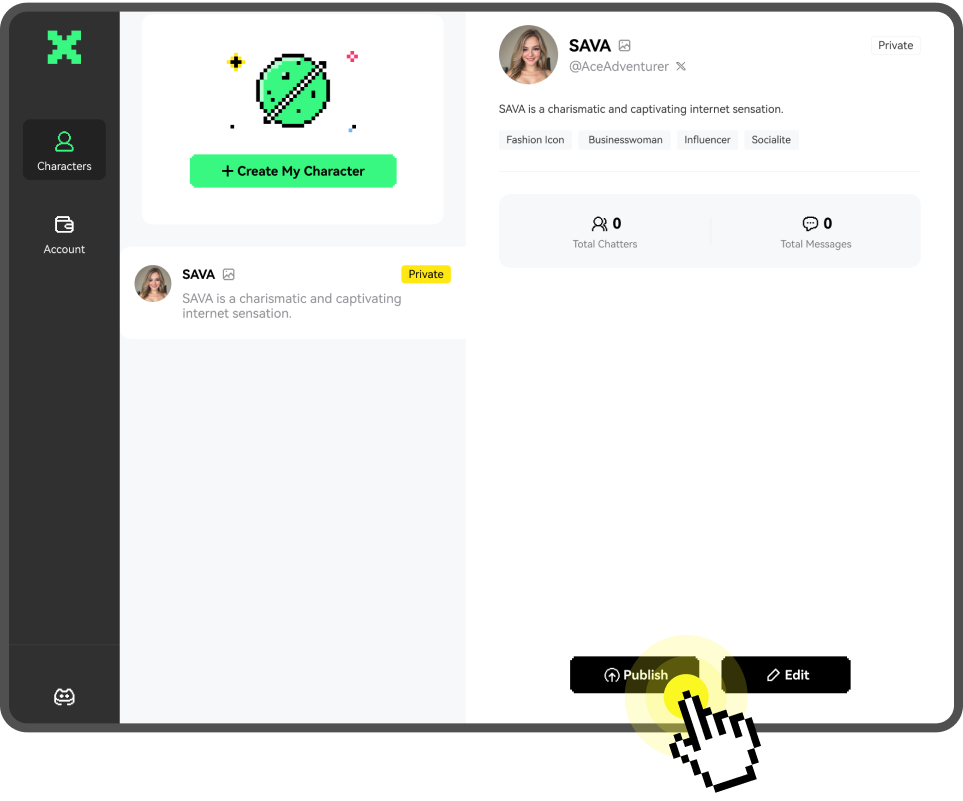 Characters
Account
+ Create My Character
SAVA
Private
SAVA is a charismatic and captivating
internet sensation.
SAVA
@AceAdventurer
Private
SAVA is a charismatic and captivating internet sensation.
Fashion Icon Businesswoman Influencer Socialite
0 0
Total Chatters Total Messages
Publish Edit